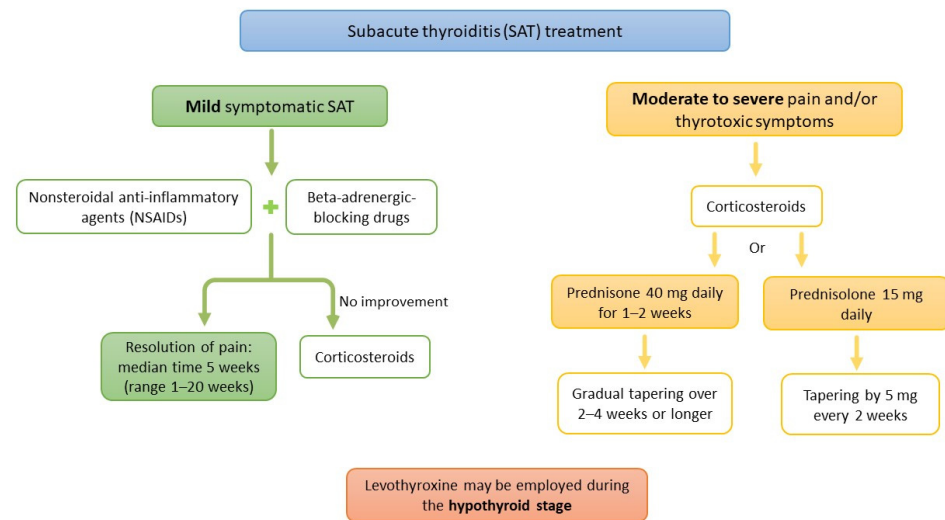 Subacute thyroiditis (SAT) treatment
Mild symptomatic SAT
Nonsteroidal anti-inflammatory
agents (NSAIDs)
Beta-adrenergic-
blocking drugs
No improvement
Resolution of pain:
median time 5 weeks
(range 1–20 weeks)
Corticosteroids
Moderate to severe pain and/or
thyrotoxic symptoms
Corticosteroids
Or
Prednisone 40 mg daily
for 1–2 weeks
Prednisolone 15 mg
daily
Gradual tapering over
2–4 weeks or longer
Tapering by 5 mg
every 2 weeks
Levothyroxine may be employed during
the hypothyroid stage